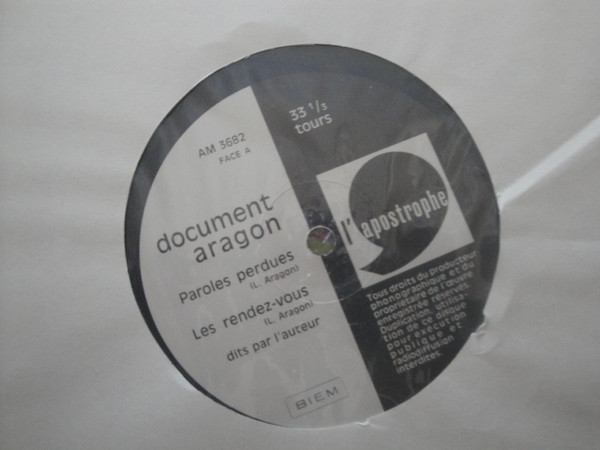 AM 3682
FACE A
document
aragon
Paroles perdues
(L. Aragon)
Les rendez-vous
(L. Aragon)
dits par l'auteur
BIEM
33 1/3
tours
l'apostrophe
Tous droits du producteur
phonographique et du
propriétaire de l'œuvre
enregistrée réservés.
Duplication, utilisa-
tion de ce disque
pour exécution
publique et
radiodiffusion
interdites.